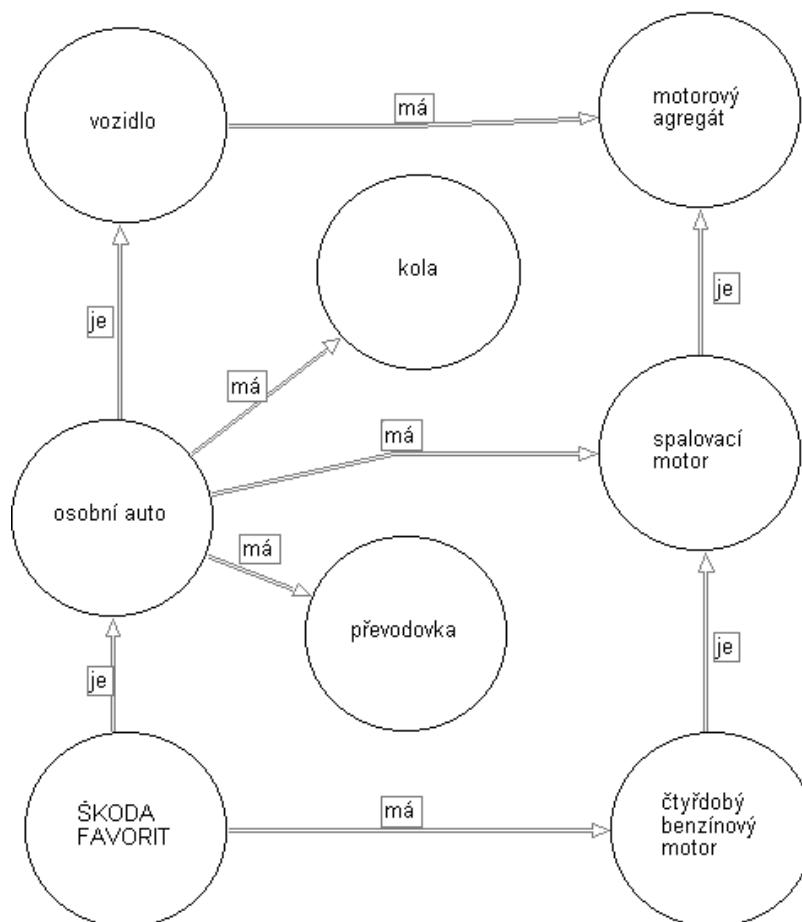 vozidlo
má
motorový
agregát
kola
je
je
má
má
osobní auto
spalovací
motor
má
převodovka
je
je
ŠKODA
FAVORIT
má
čtyřdobý
benzínový
motor